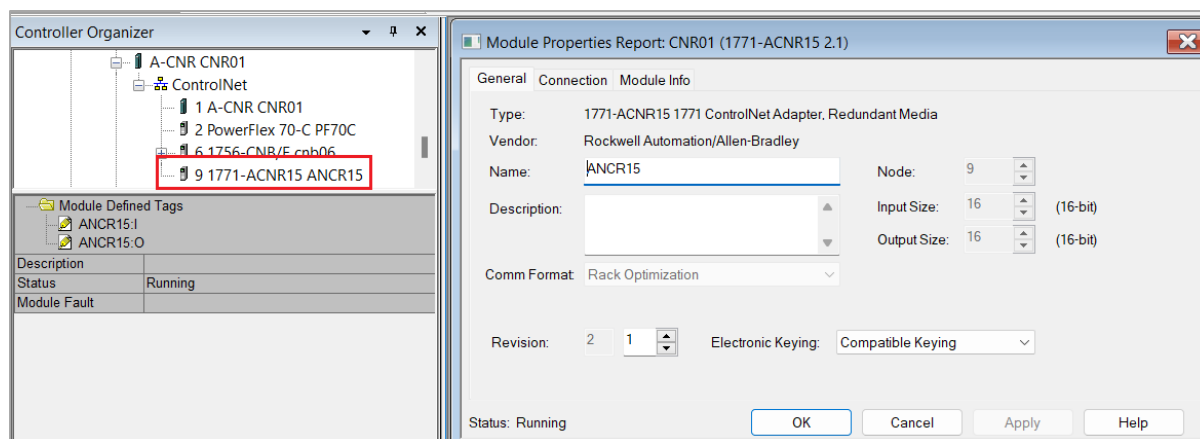 Controller Organizer
A-CNR CNR01
ControlNet
1 A-CNR CNR01
2 PowerFlex 70-C PF70C
6 1756-CNB/E cnb06
9 1771-ACNR15 ANCR15
Module Defined Tags
ANCR15:I
ANCR15:O
Description
Status Running
Module Fault
Module Properties Report: CNR01 (1771-ACNR15 2.1)
General Connection Module Info
Type: 1771-ACNR15 1771 ControlNet Adapter, Redundant Media
Vendor: Rockwell Automation/Allen-Bradley
Name: ANCR15 Node: 9
Description: Input Size: 16 (16-bit)
Output Size: 16 (16-bit)
Comm Format: Rack Optimization
Revision: 2 1 Electronic Keying: Compatible Keying
Status: Running OK Cancel Apply Help